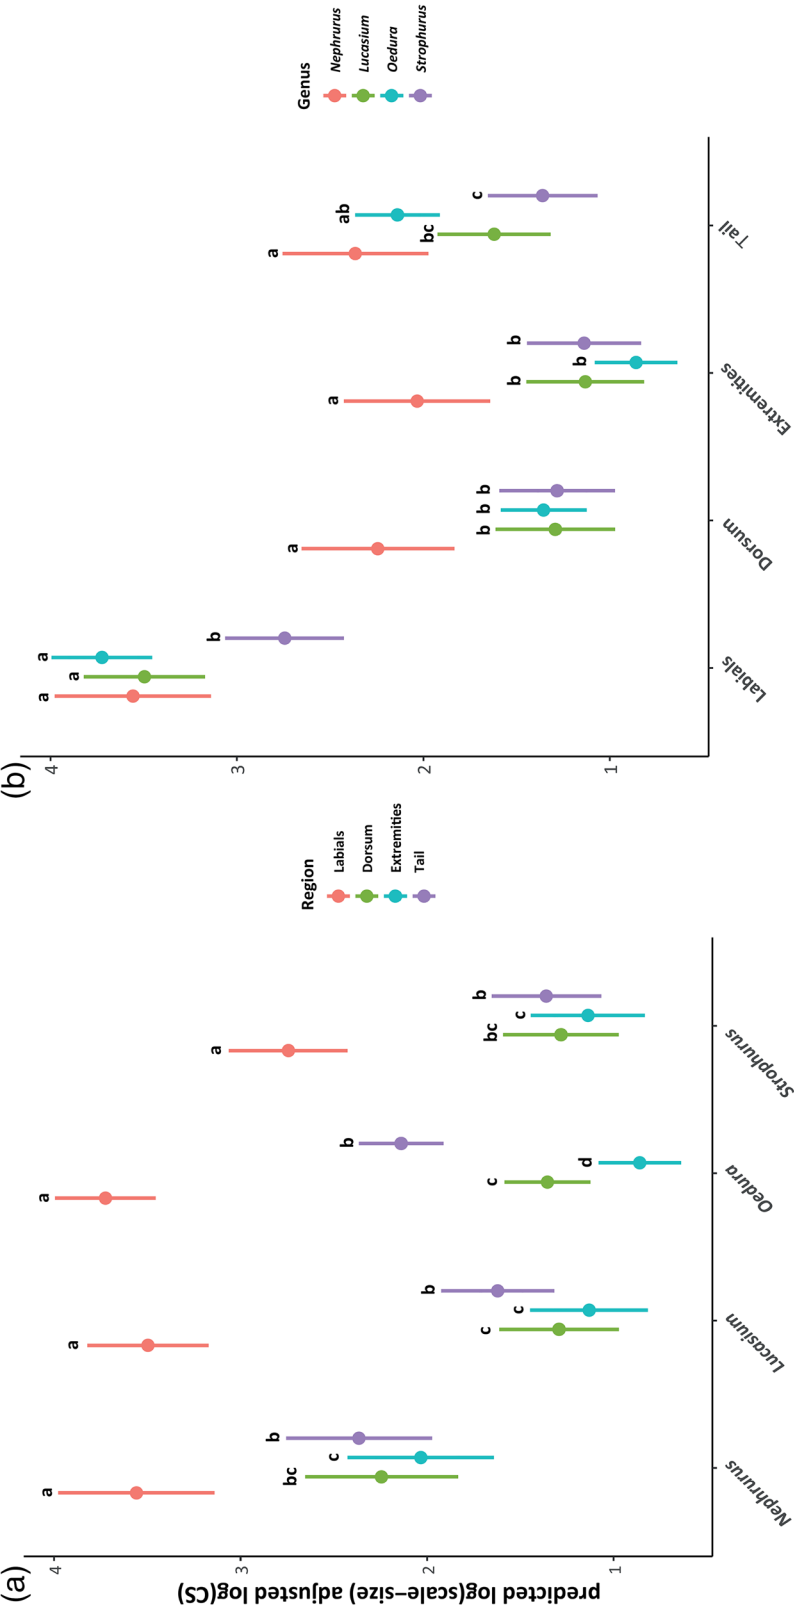 (a)
predicted log(scale−size) adjusted log(CS)
4
3
2
1
a
bc
c
b
a
c
c
b
a
c
d
b
a
bc
c
b
Nephrurus
Lucasium
Oedura
Strophurus
Region
Labials
Dorsum
Extremities
Tail
(b)
4
3
2
1
a
a
a
b
a
b
b
b
a
b
b
b
a
bc
ab
c
Labials
Dorsum
Extremities
Tail
Genus
Nephrurus
Lucasium
Oedura
Strophurus